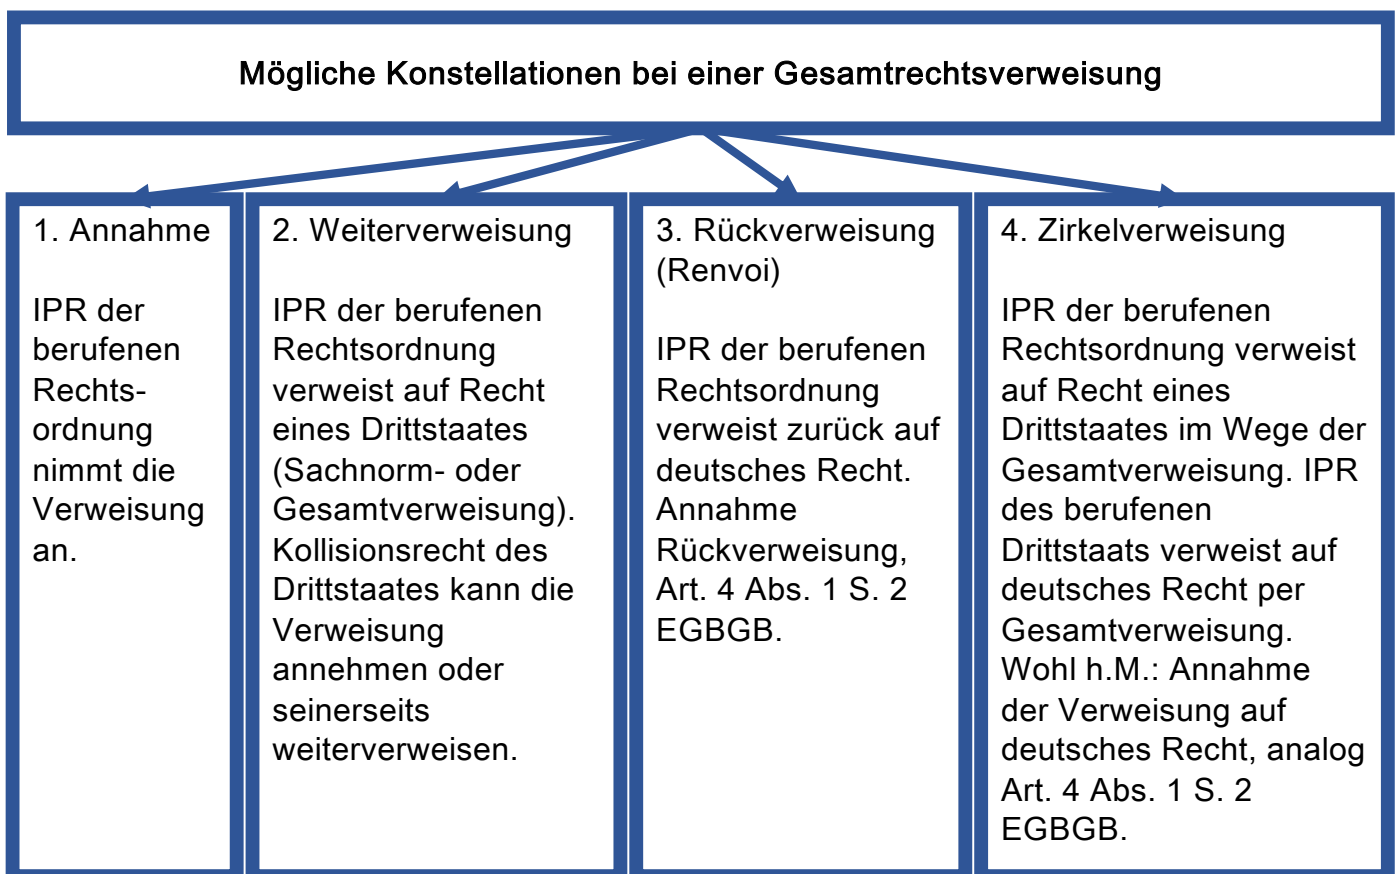 Mögliche Konstellationen bei einer Gesamtrechtsverweisung
1. Annahme
IPR der
berufenen
Rechts-
ordnung
nimmt die
Verweisung
an.
2. Weiterverweisung
IPR der berufenen
Rechtsordnung
verweist auf Recht
eines Drittstaates
(Sachnorm- oder
Gesamtverweisung).
Kollisionsrecht des
Drittstaates kann die
Verweisung
annehmen oder
seinerseits
weiterverweisen.
3. Rückverweisung
(Renvoi)
IPR der berufenen
Rechtsordnung
verweist zurück auf
deutsches Recht.
Annahme
Rückverweisung,
Art. 4 Abs. 1 S. 2
EGBGB.
4. Zirkelverweisung
IPR der berufenen
Rechtsordnung verweist
auf Recht eines
Drittstaates im Wege der
Gesamtverweisung. IPR
des berufenen
Drittstaats verweist auf
deutsches Recht per
Gesamtverweisung.
Wohl h.M.: Annahme
der Verweisung auf
deutsches Recht, analog
Art. 4 Abs. 1 S. 2
EGBGB.